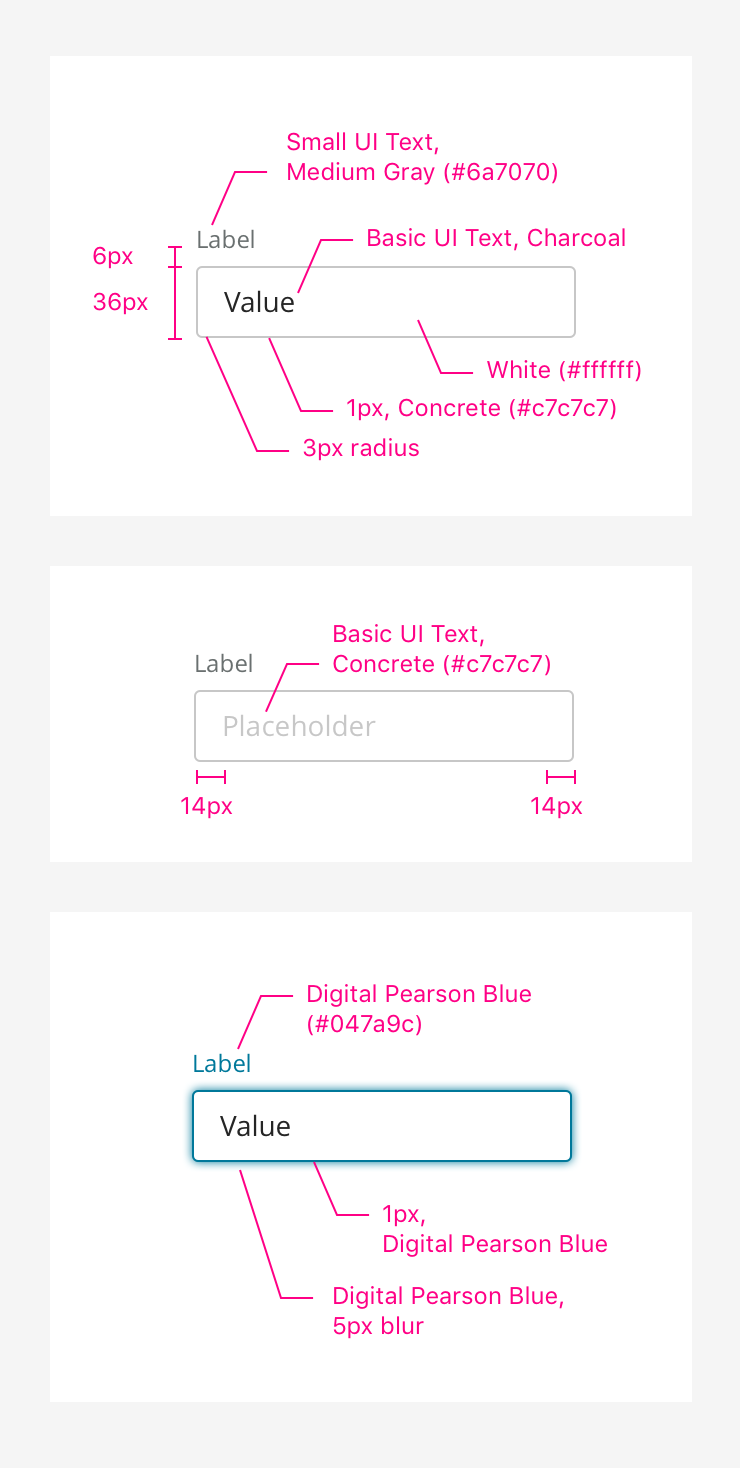 Small UI Text,
Medium Gray (#6a7070)
Label
Basic UI Text, Charcoal
6px
36px
Value
White (#ffffff)
1px, Concrete (#c7c7c7)
3px radius
Basic UI Text,
Concrete (#c7c7c7)
Label
Placeholder
14px
14px
Digital Pearson Blue
(#047a9c)
Label
Value
1px,
Digital Pearson Blue
Digital Pearson Blue,
5px blur